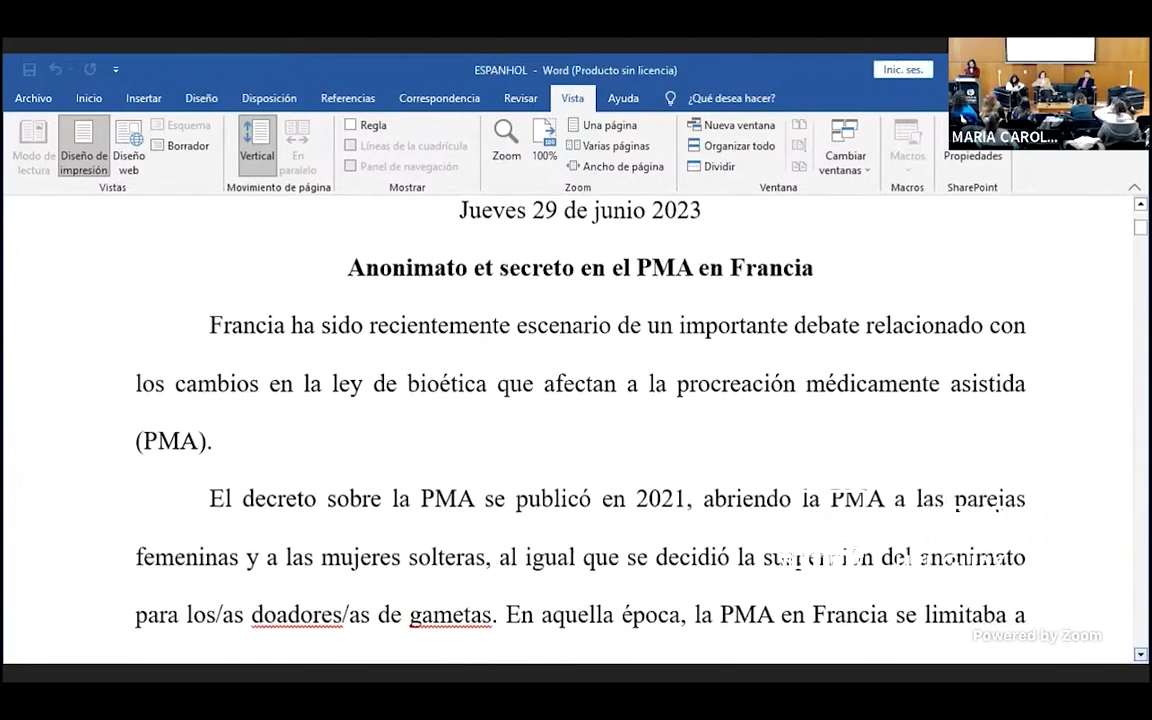 ESPANHOL - Word (Producto sin licencia)
Inic. ses.
Archivo Inicio Insertar Diseño Disposición Referencias Correspondencia Revisar Vista Ayuda ¿Qué desea hacer?
Modo de lectura
Diseño de impresión
Diseño web
Esquema
Borrador
Vistas
Vertical
En paralelo
Movimiento de página
Regla
Líneas de la cuadrícula
Panel de navegación
Mostrar
Zoom
100%
Una página
Varias páginas
Ancho de página
Zoom
Nueva ventana
Organizar todo
Dividir
Cambiar ventanas
Ventana
Macros
Macros
Propiedades
SharePoint
MARIA CAROL...
Jueves 29 de junio 2023
Anonimato et secreto en el PMA en Francia
Francia ha sido recientemente escenario de un importante debate relacionado con
los cambios en la ley de bioética que afectan a la procreación médicamente asistida
(PMA).
El decreto sobre la PMA se publicó en 2021, abriendo la PMA a las parejas
femeninas y a las mujeres solteras, al igual que se decidió la suspensión del anonimato
para los/as doadores/as de gametas. En aquella época, la PMA en Francia se limitaba a
Powered by Zoom